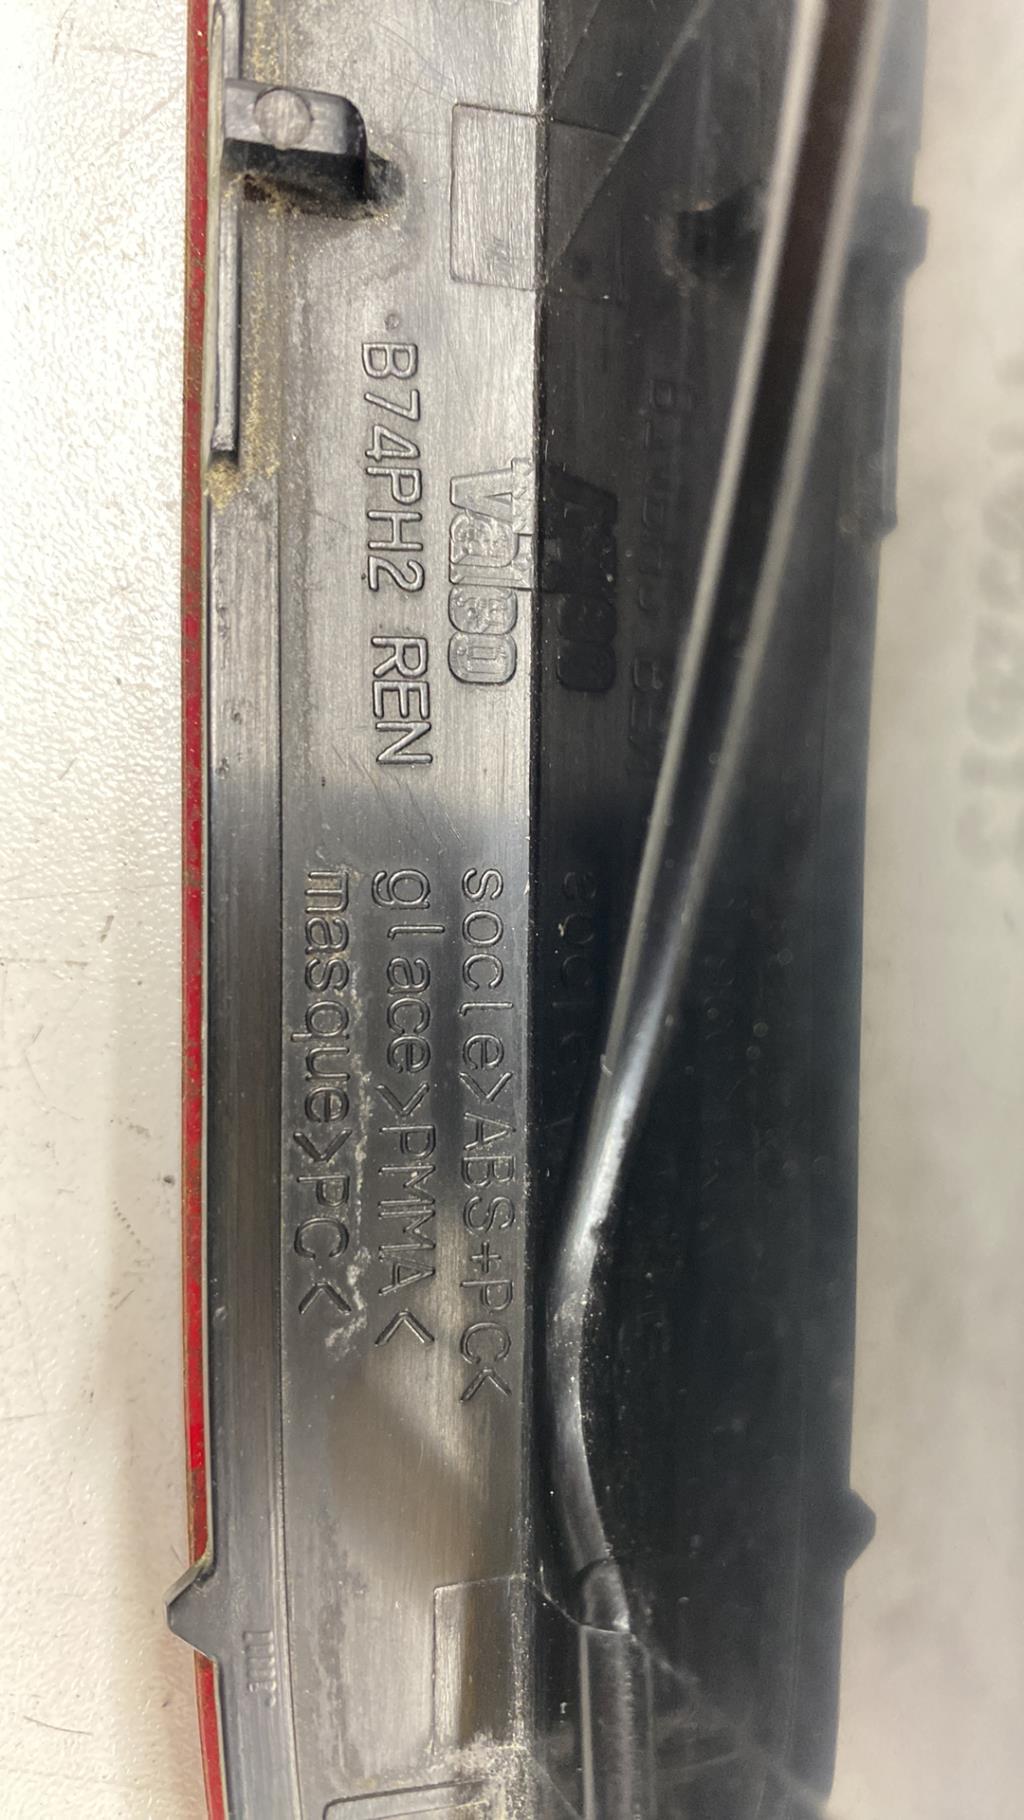 B74PH2 REN
Valeo
socle>ABS+PC<
glace>PMMA<
masque>PC<